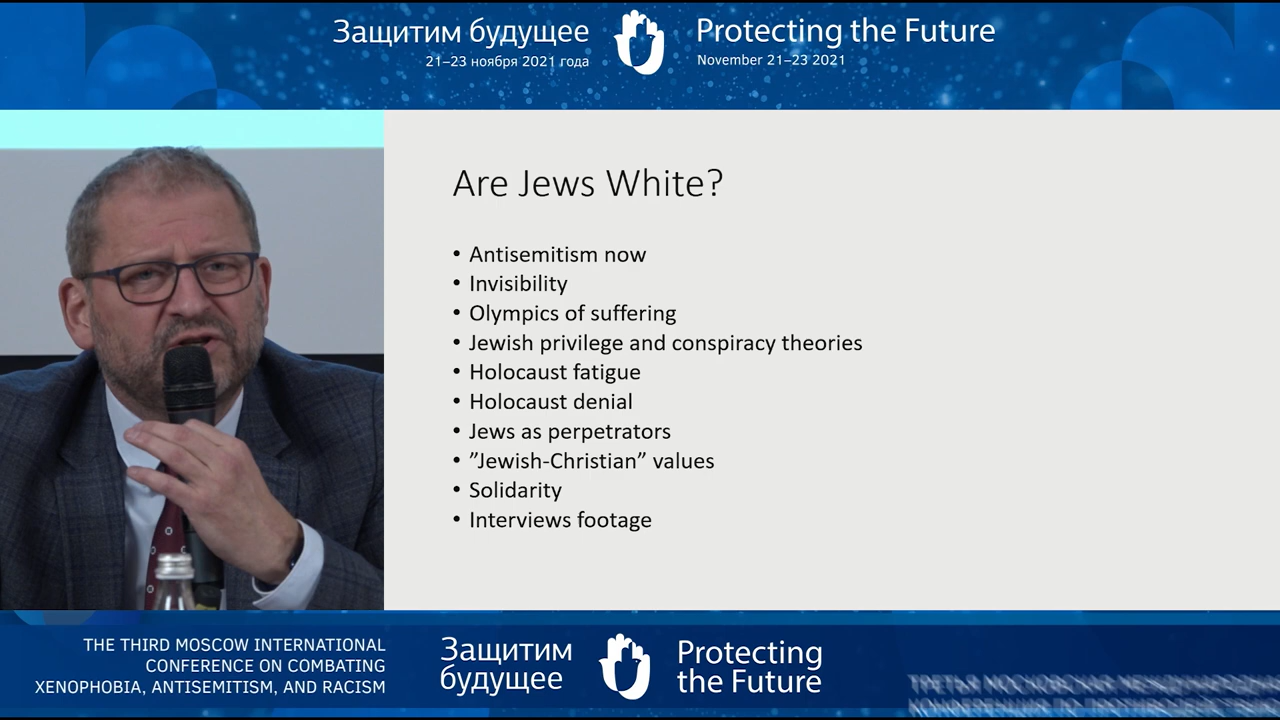 Защитим будущее
21–23 ноября 2021 года
Protecting the Future
November 21–23 2021
Are Jews White?
• Antisemitism now
• Invisibility
• Olympics of suffering
• Jewish privilege and conspiracy theories
• Holocaust fatigue
• Holocaust denial
• Jews as perpetrators
• ”Jewish-Christian” values
• Solidarity
• Interviews footage
THE THIRD MOSCOW INTERNATIONAL
CONFERENCE ON COMBATING
XENOPHOBIA, ANTISEMITISM, AND RACISM
Защитим
будущее
Protecting
the Future
ТРЕТЬЯ МОСКОВСКАЯ